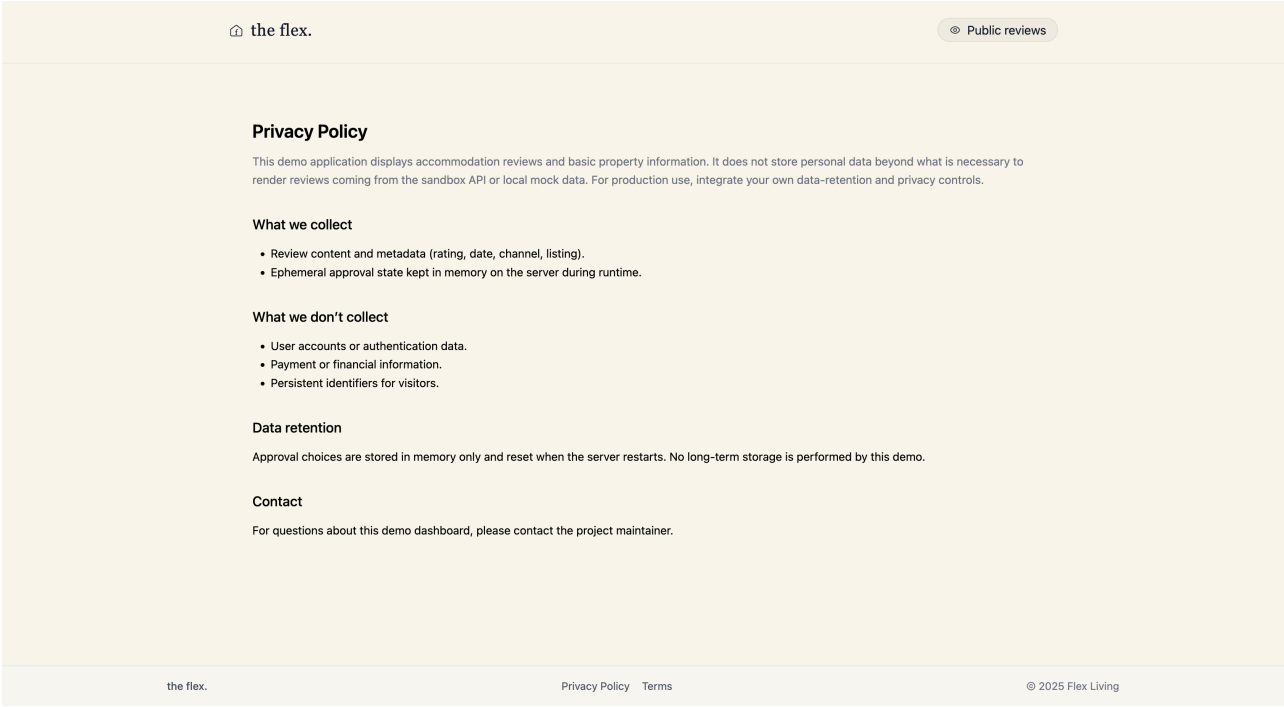 the flex.
Public reviews
Privacy Policy
This demo application displays accommodation reviews and basic property information. It does not store personal data beyond what is necessary to
render reviews coming from the sandbox API or local mock data. For production use, integrate your own data-retention and privacy controls.
What we collect
• Review content and metadata (rating, date, channel, listing).
• Ephemeral approval state kept in memory on the server during runtime.
What we don’t collect
• User accounts or authentication data.
• Payment or financial information.
• Persistent identifiers for visitors.
Data retention
Approval choices are stored in memory only and reset when the server restarts. No long-term storage is performed by this demo.
Contact
For questions about this demo dashboard, please contact the project maintainer.
the flex.
Privacy Policy
Terms
© 2025 Flex Living